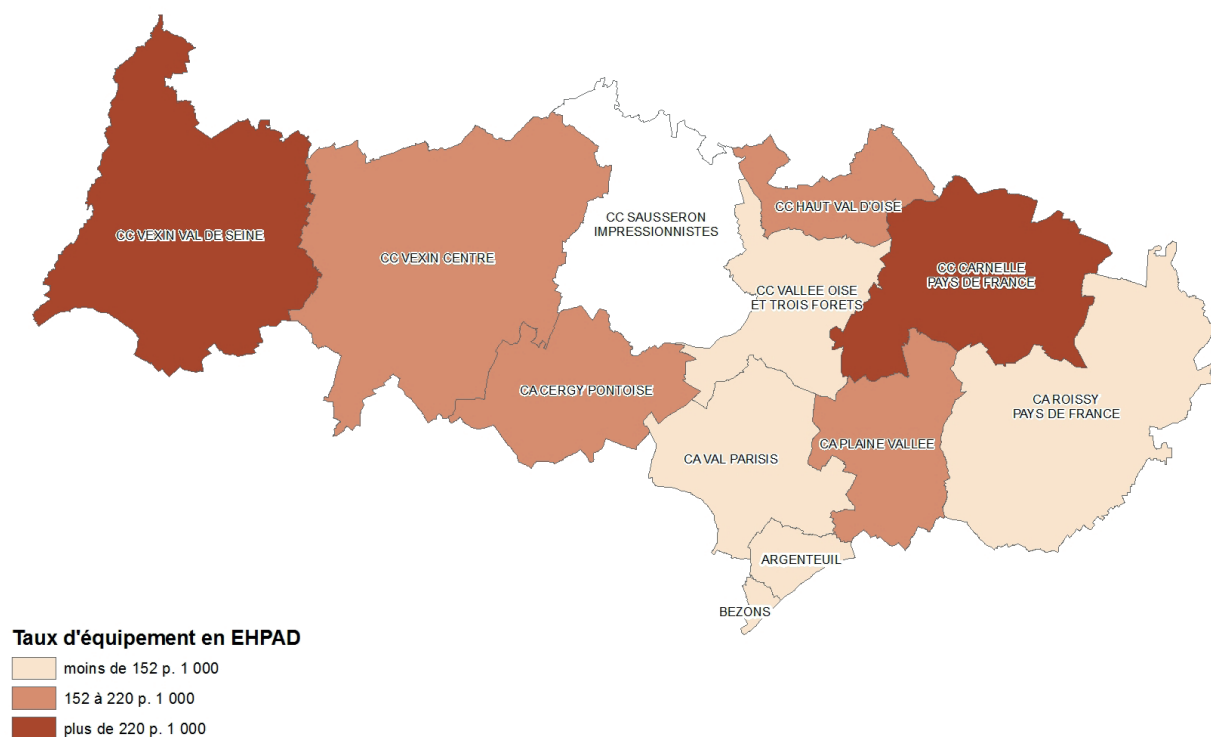 CC HAUT VAL D'OISE
CC SAUSSERON
IMPRESSIONNISTES
CC VEXIN VAL DE SEINE
CC VEXIN CENTRE
CC CARNELLE
PAYS DE FRANCE
CC VALLEE OISE
ET TROIS FORETS
CA CERGY PONTOISE
CA ROISSY
PAYS DE FRANCE
CA PLAINE VALLEE
CA VAL PARISIS
ARGENTEUIL
BEZONS
Taux d'équipement en EHPAD
moins de 152 p. 1 000
152 à 220 p. 1 000
plus de 220 p. 1 000